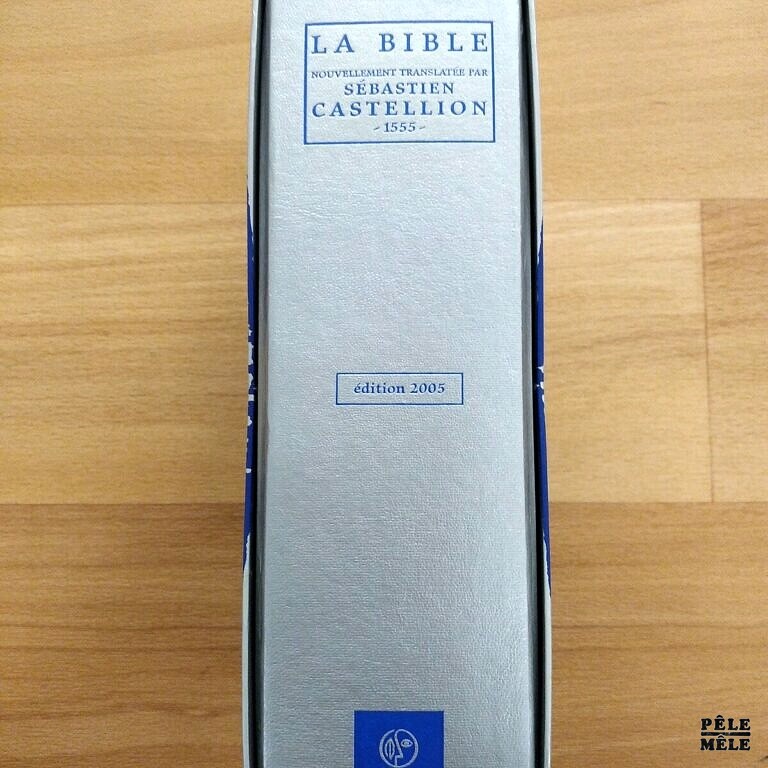 LA BIBLE
NOUVELLEMENT TRANSLATÉE PAR
SÉBASTIEN
CASTELLION
- 1555 -
édition 2005
PÊLE
MÊLE